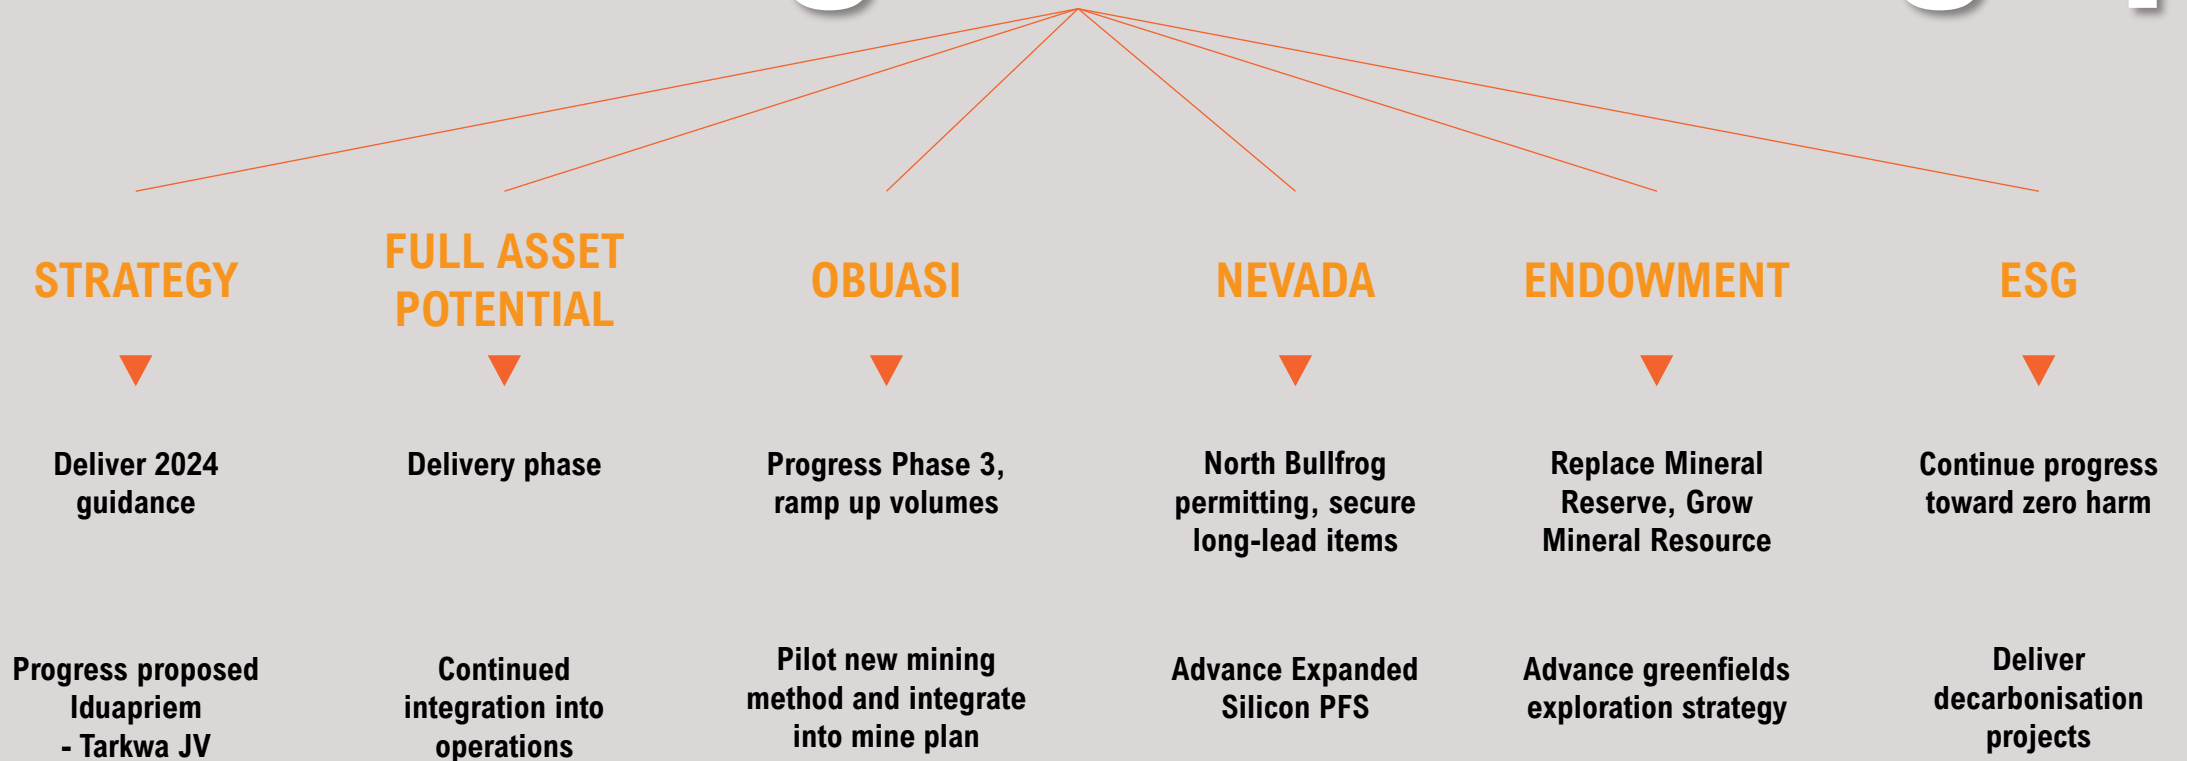 STRATEGY
Deliver 2024
guidance
Progress proposed
Iduapriem
- Tarkwa JV
FULL ASSET
POTENTIAL
Delivery phase
Continued
integration into
operations
OBUASI
Progress Phase 3,
ramp up volumes
Pilot new mining
method and integrate
into mine plan
NEVADA
North Bullfrog
permitting, secure
long-lead items
Advance Expanded
Silicon PFS
ENDOWMENT
Replace Mineral
Reserve, Grow
Mineral Resource
Advance greenfields
exploration strategy
ESG
Continue progress
toward zero harm
Deliver
decarbonisation
projects